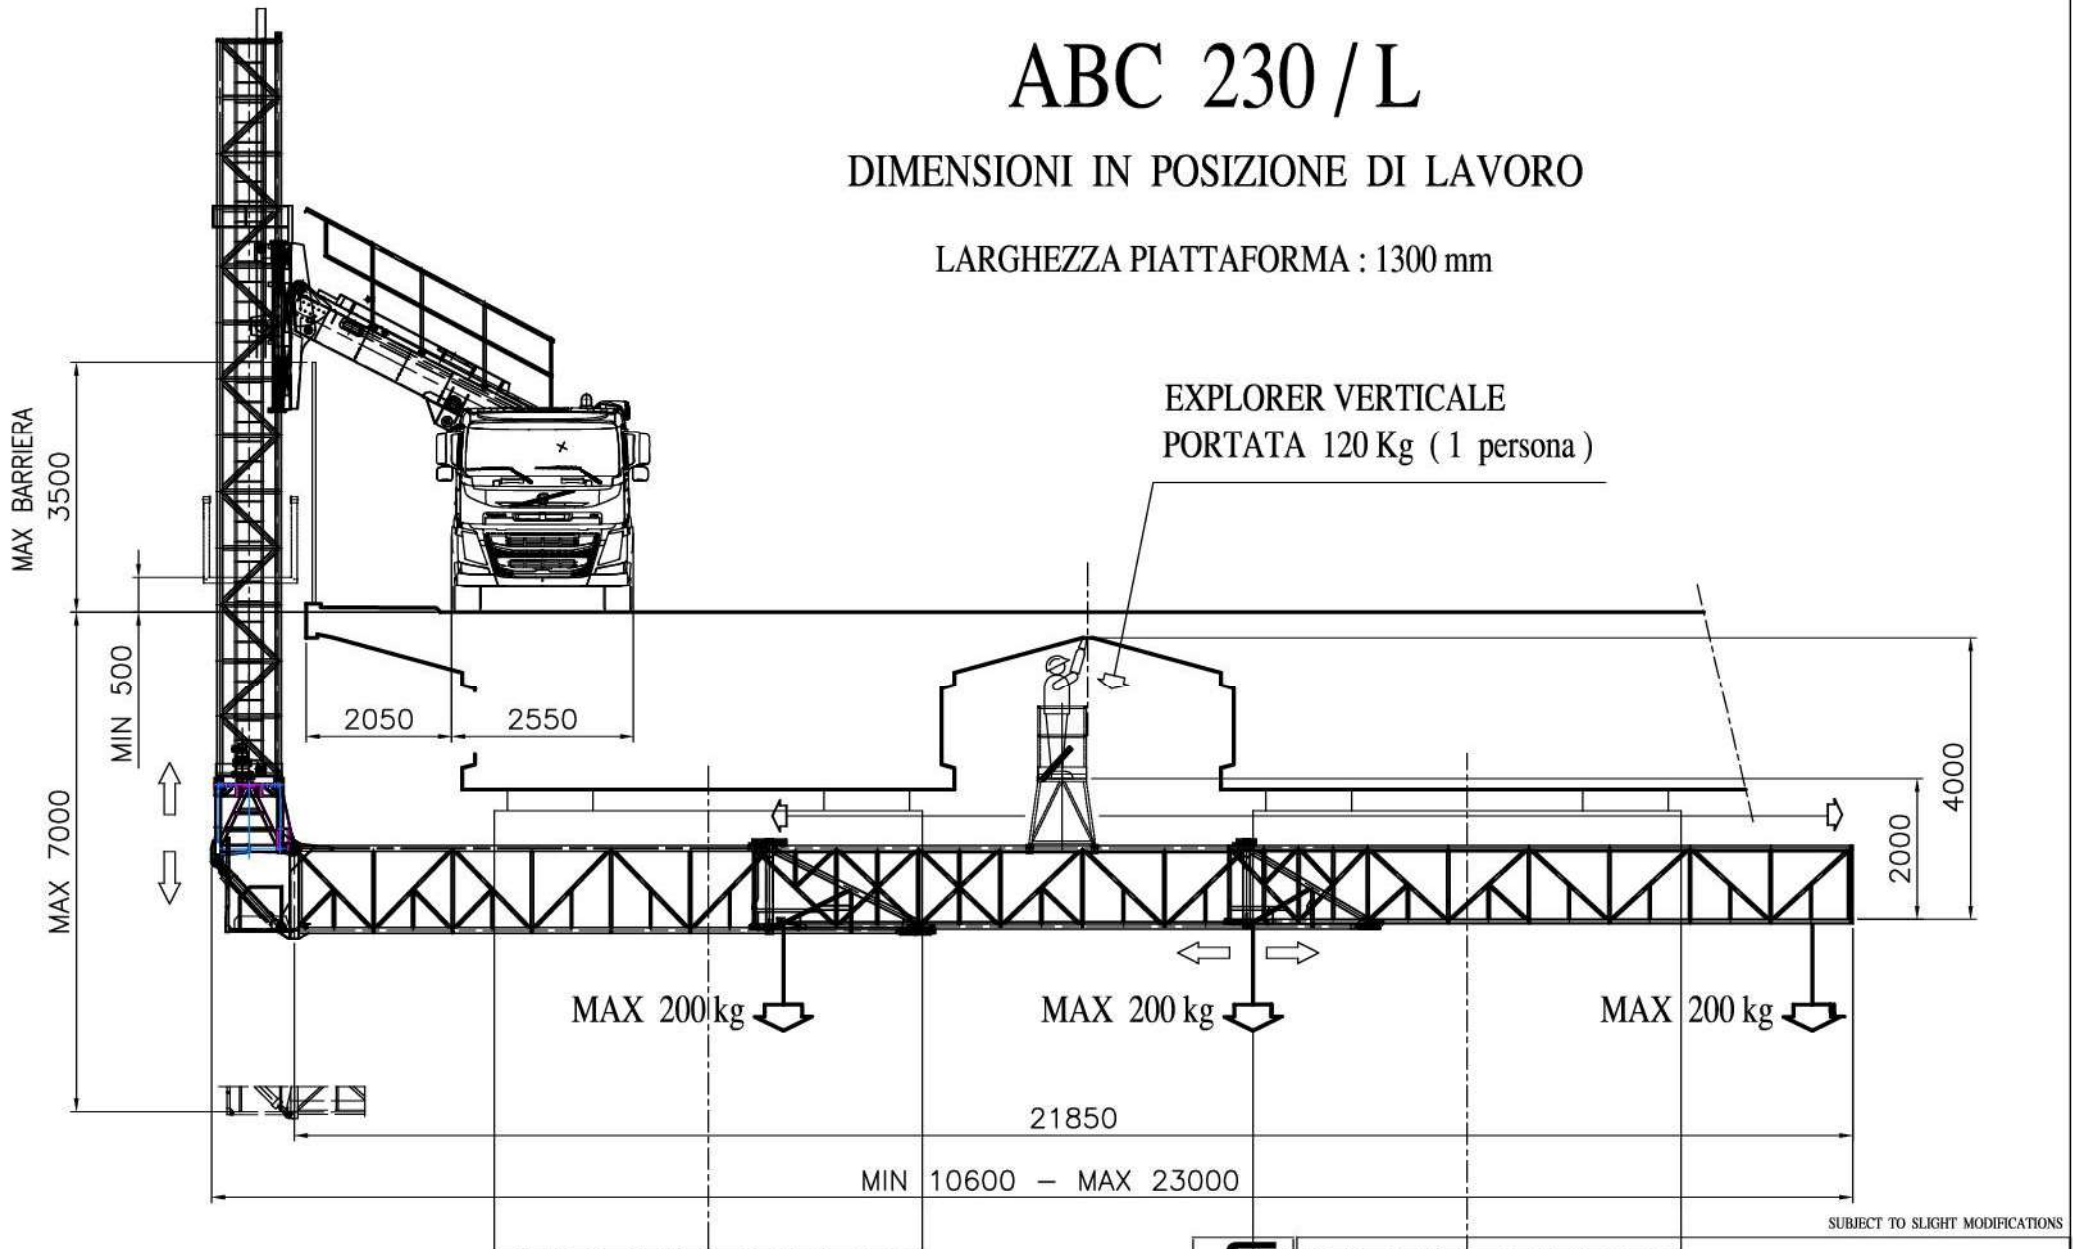 ABC 230 / L
DIMENSIONI IN POSIZIONE DI LAVORO
LARGHEZZA PIATTAFORMA : 1300 mm
EXPLORER VERTICALE
PORTATA 120 Kg ( 1 persona )
MAX BARRIERA
3500
MIN 500
MAX 7000
2050
2550
4000
2000
MAX 200 kg
MAX 200 kg
MAX 200 kg
21850
MIN 10600 – MAX 23000
SUBJECT TO SLIGHT MODIFICATIONS